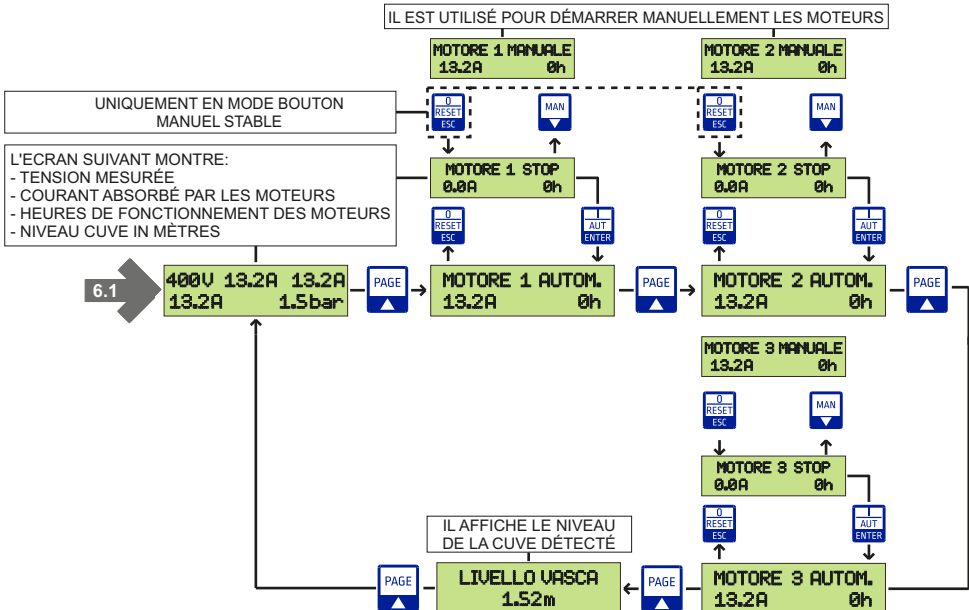 IL EST UTILISÉ POUR DÉMARRER MANUELLEMENT LES MOTEURS
MOTORE 1 MANUALE
13.2A 0h
MOTORE 2 MANUALE
13.2A 0h
UNIQUEMENT EN MODE BOUTON
MANUEL STABLE
0
RESET
ESC
MAN
0
RESET
ESC
MAN
L'ECRAN SUIVANT MONTRE:
- TENSION MESURÉE
- COURANT ABSORBÉ PAR LES MOTEURS
- HEURES DE FONCTIONNEMENT DES MOTEURS
- NIVEAU CUVE IN MÈTRES
MOTORE 1 STOP
0.0A 0h
MOTORE 2 STOP
0.0A 0h
0
RESET
ESC
I
AUT
ENTER
0
RESET
ESC
I
AUT
ENTER
6.1
400V 13.2A 13.2A
13.2A 1.5bar
PAGE
MOTORE 1 AUTOM.
13.2A 0h
PAGE
MOTORE 2 AUTOM.
13.2A 0h
PAGE
MOTORE 3 MANUALE
13.2A 0h
0
RESET
ESC
MAN
MOTORE 3 STOP
0.0A 0h
0
RESET
ESC
I
AUT
ENTER
IL AFFICHE LE NIVEAU
DE LA CUVE DÉTECTÉ
PAGE
LIVELLO VASCA
1.52m
PAGE
MOTORE 3 AUTOM.
13.2A 0h